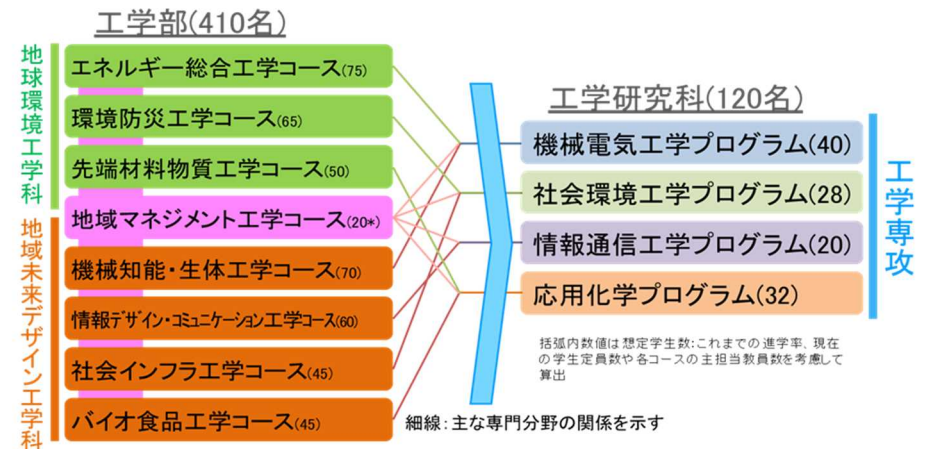 工学部(410名)
地球環境工学科
エネルギー総合工学コース(75)
環境防災工学コース(65)
先端材料物質工学コース(50)
地域マネジメント工学コース(20*)
地域未来デザイン工学科
機械知能・生体工学コース(70)
情報ﾃﾞｻﾞｲﾝ・ｺﾐｭﾆｹｰｼｮﾝ工学ｺｰｽ(60)
社会インフラ工学コース(45)
バイオ食品工学コース(45)
工学研究科(120名)
機械電気工学プログラム(40)
社会環境工学プログラム(28)
情報通信工学プログラム(20)
応用化学プログラム(32)
工学専攻
括弧内数値は想定学生数:これまでの進学率、現在
の学生定員数や各コースの主担当教員数を考慮して
算出
細線:主な専門分野の関係を示す